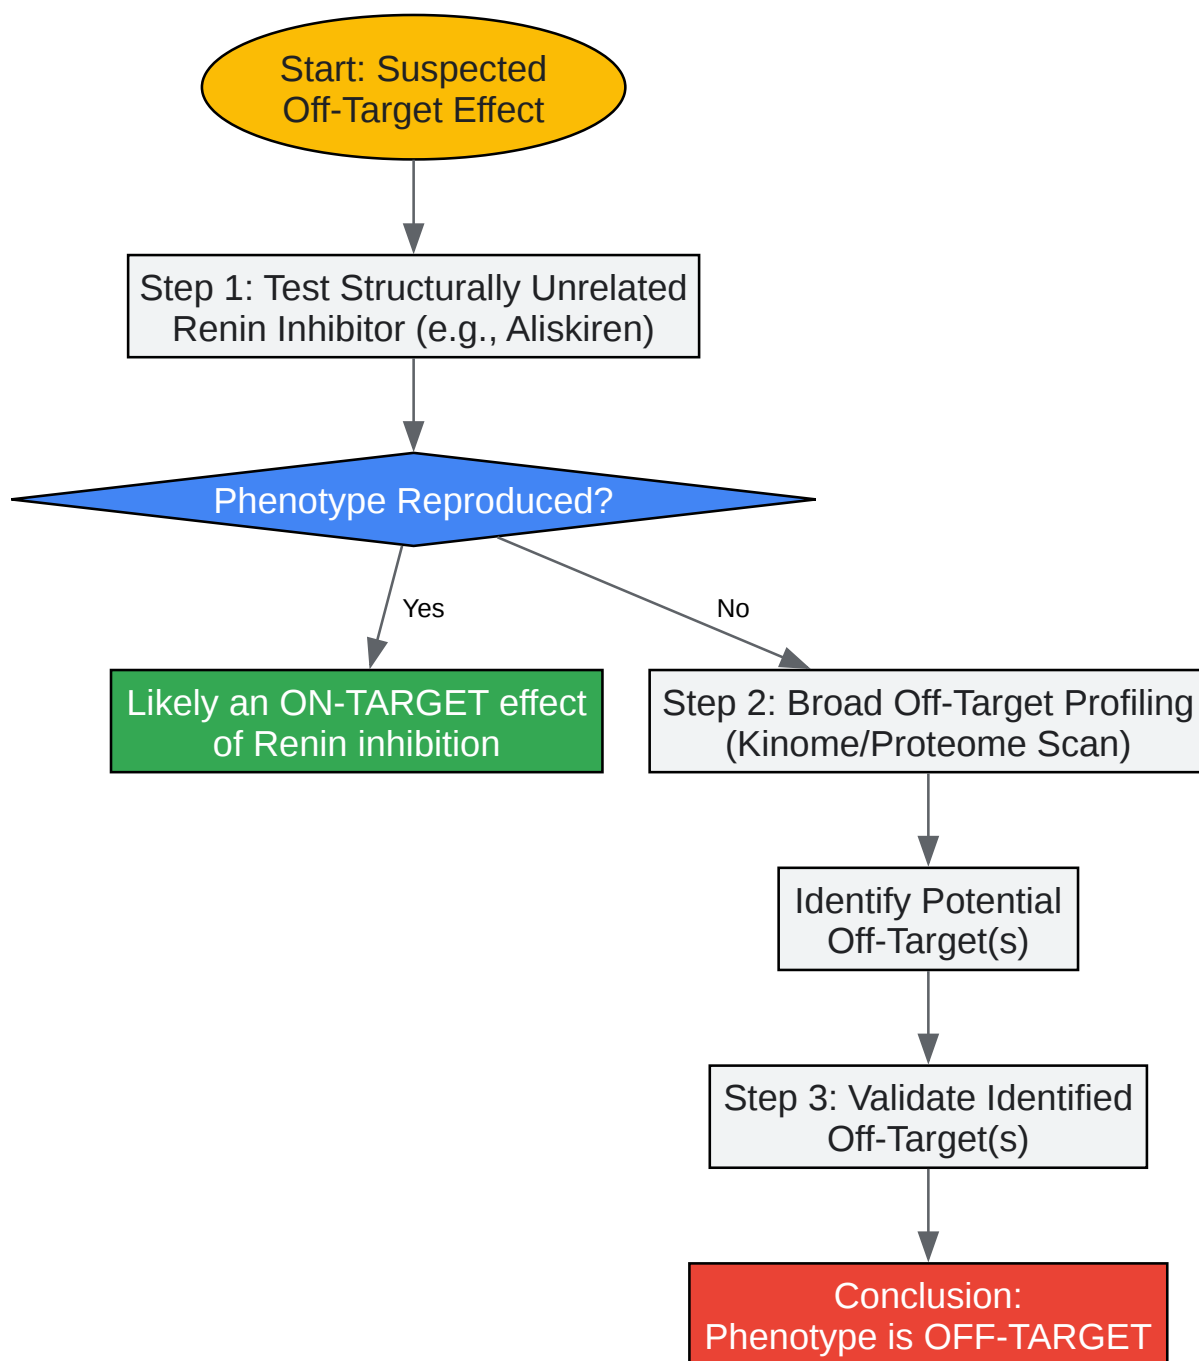 Start: Suspected
Off-Target Effect
Step 1: Test Structurally Unrelated
Renin Inhibitor (e.g., Aliskiren)
Phenotype Reproduced?
Yes
No
Likely an ON-TARGET effect
of Renin inhibition
Step 2: Broad Off-Target Profiling
(Kinome/Proteome Scan)
Identify Potential
Off-Target(s)
Step 3: Validate Identified
Off-Target(s)
Conclusion:
Phenotype is OFF-TARGET